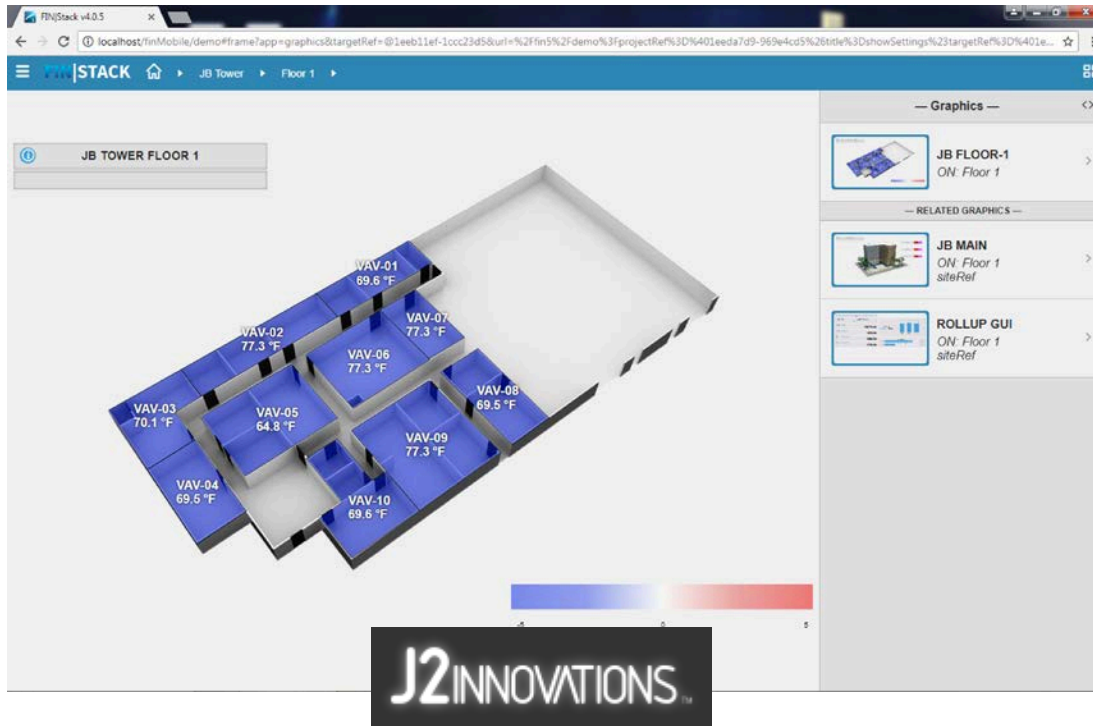 FIN|Stack v4.0.5
localhost/finMobile/demo#frame?app=graphics&targetRef=@1eeb11ef-1ccc23d5&url=%2Ffin5%2Fdemo%3FprojectRef%3D%401eeda7d9-969e4cd5%26title%3DshowSettings%23targetRef%3D%401e...
FIN|STACK JB Tower Floor 1
— Graphics —
JB TOWER FLOOR 1
JB FLOOR-1
ON: Floor 1
— RELATED GRAPHICS —
JB MAIN
ON: Floor 1
siteRef
ROLLUP GUI
ON: Floor 1
siteRef
VAV-01
69.6 °F
VAV-07
77.3 °F
VAV-02
77.3 °F
VAV-06
77.3 °F
VAV-08
69.5 °F
VAV-03
70.1 °F
VAV-05
64.8 °F
VAV-09
77.3 °F
VAV-04
69.5 °F
VAV-10
69.6 °F
-5 0 5
J2INNOVATIONS™